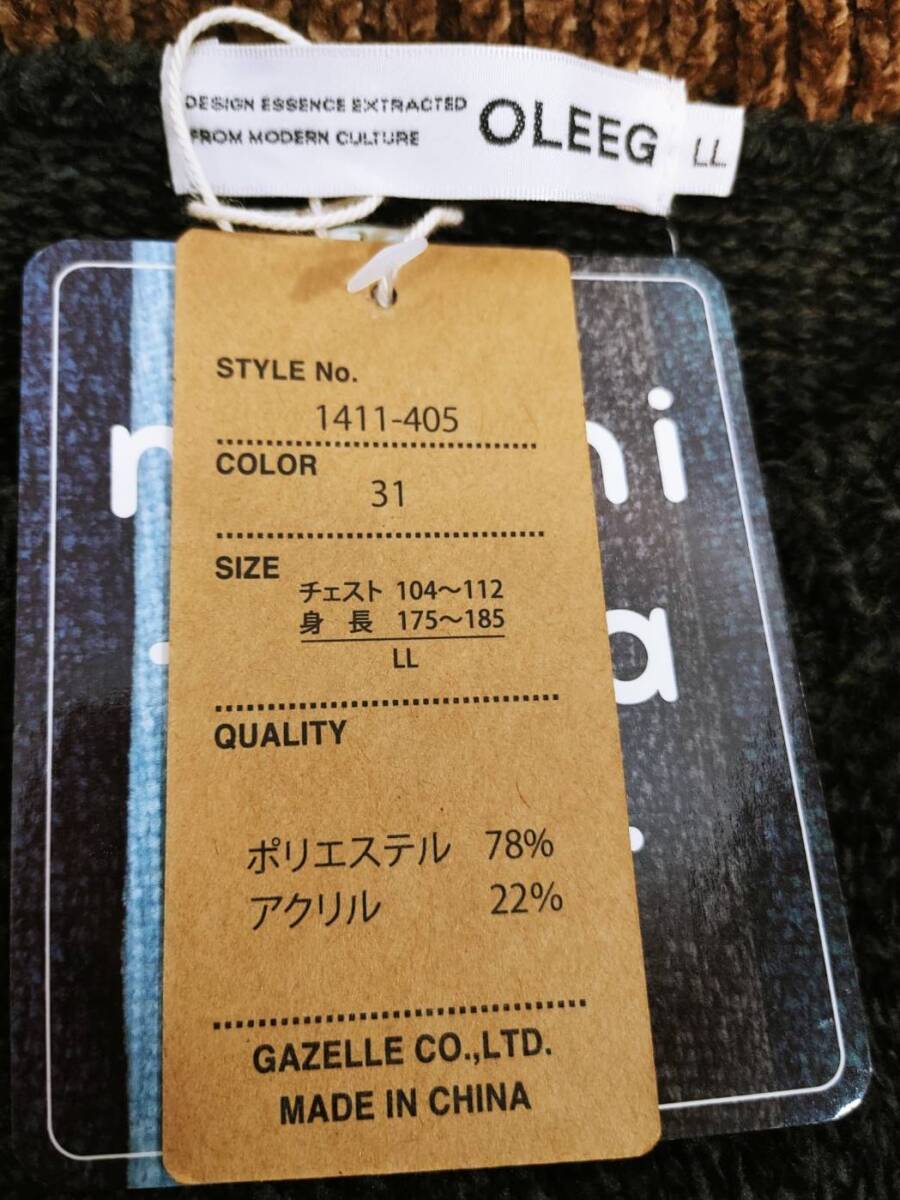 DESIGN ESSENCE EXTRACTED
FROM MODERN CULTURE
OLEEG
LL
STYLE No.
1411-405
COLOR
31
SIZE
チェスト 104～112
身 長 175～185
LL
QUALITY
ポリエステル 78%
アクリル 22%
GAZELLE CO.,LTD.
MADE IN CHINA